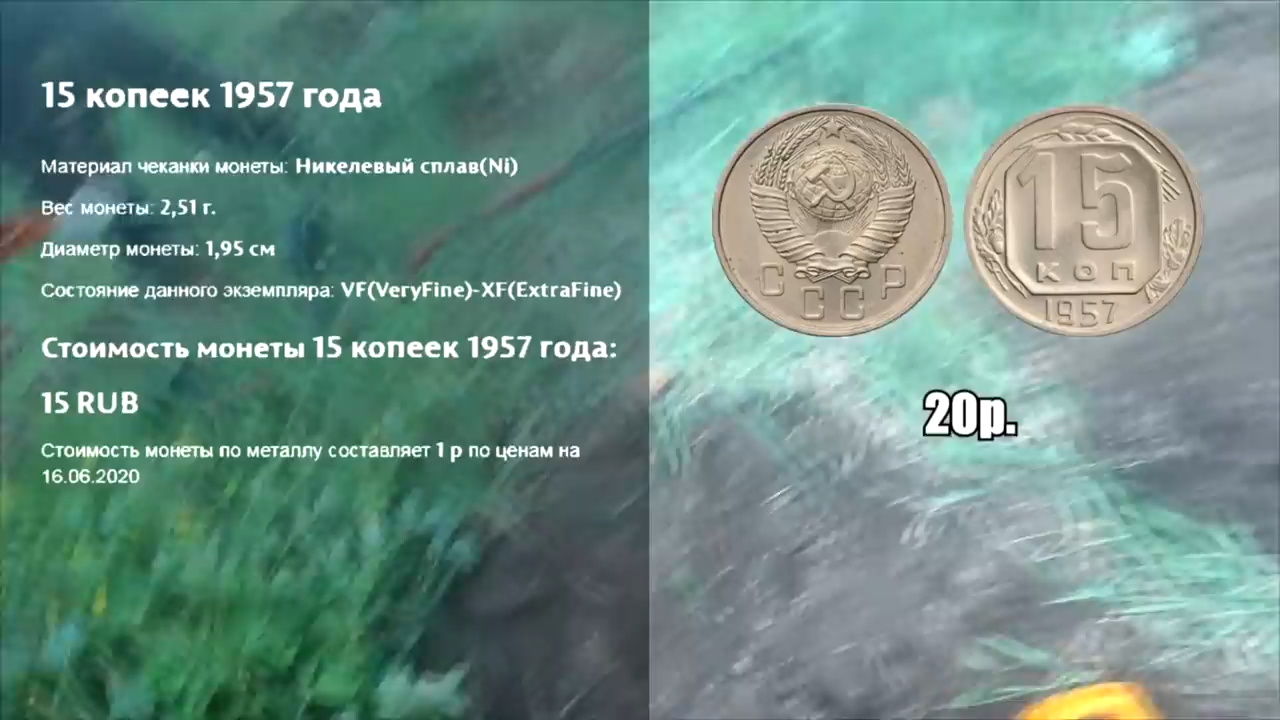 15 копеек 1957 года
Материал чеканки монеты: Никелевый сплав(Ni)
Вес монеты: 2,51 г.
Диаметр монеты: 1,95 см
Состояние данного экземпляра: VF(VeryFine)-XF(ExtraFine)
Стоимость монеты 15 копеек 1957 года:
15 RUB
Стоимость монеты по металлу составляет 1 р по ценам на
16.06.2020
СССР
15
КОП
1957
20р.